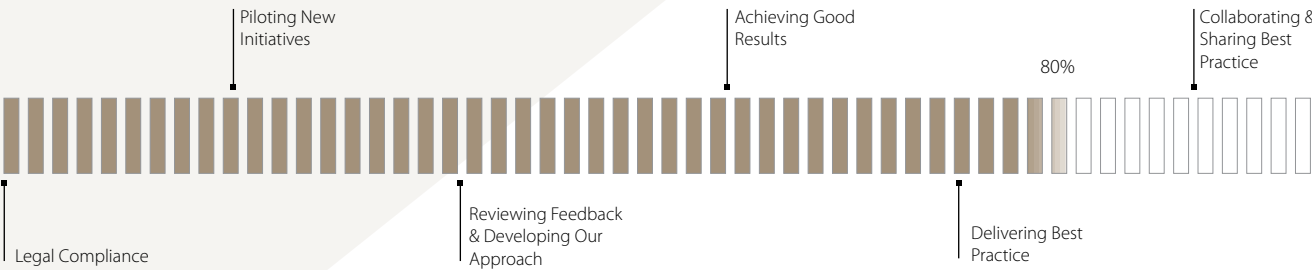 Piloting New
Initiatives
Achieving Good
Results
Collaborating &
Sharing Best
Practice
80%
Legal Compliance
Reviewing Feedback
& Developing Our
Approach
Delivering Best
Practice